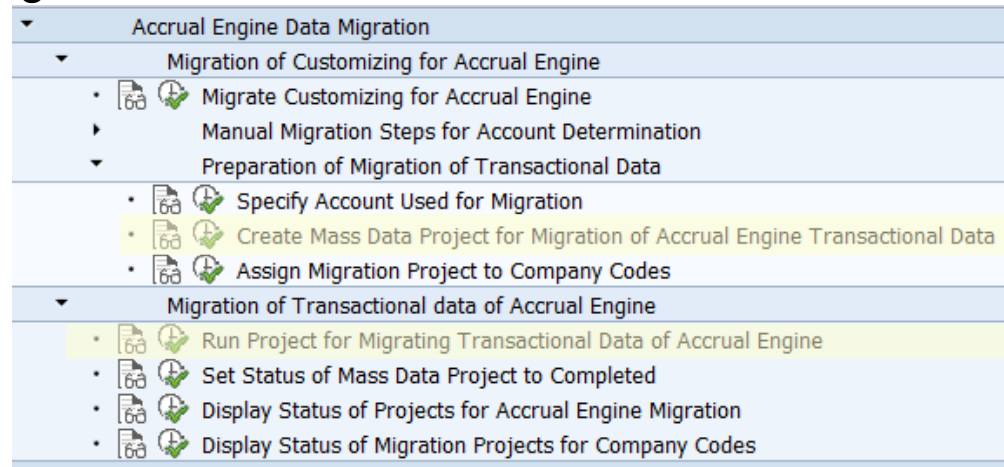 Accrual Engine Data Migration
Migration of Customizing for Accrual Engine
Migrate Customizing for Accrual Engine
Manual Migration Steps for Account Determination
Preparation of Migration of Transactional Data
Specify Account Used for Migration
Create Mass Data Project for Migration of Accrual Engine Transactional Data
Assign Migration Project to Company Codes
Migration of Transactional data of Accrual Engine
Run Project for Migrating Transactional Data of Accrual Engine
Set Status of Mass Data Project to Completed
Display Status of Projects for Accrual Engine Migration
Display Status of Migration Projects for Company Codes